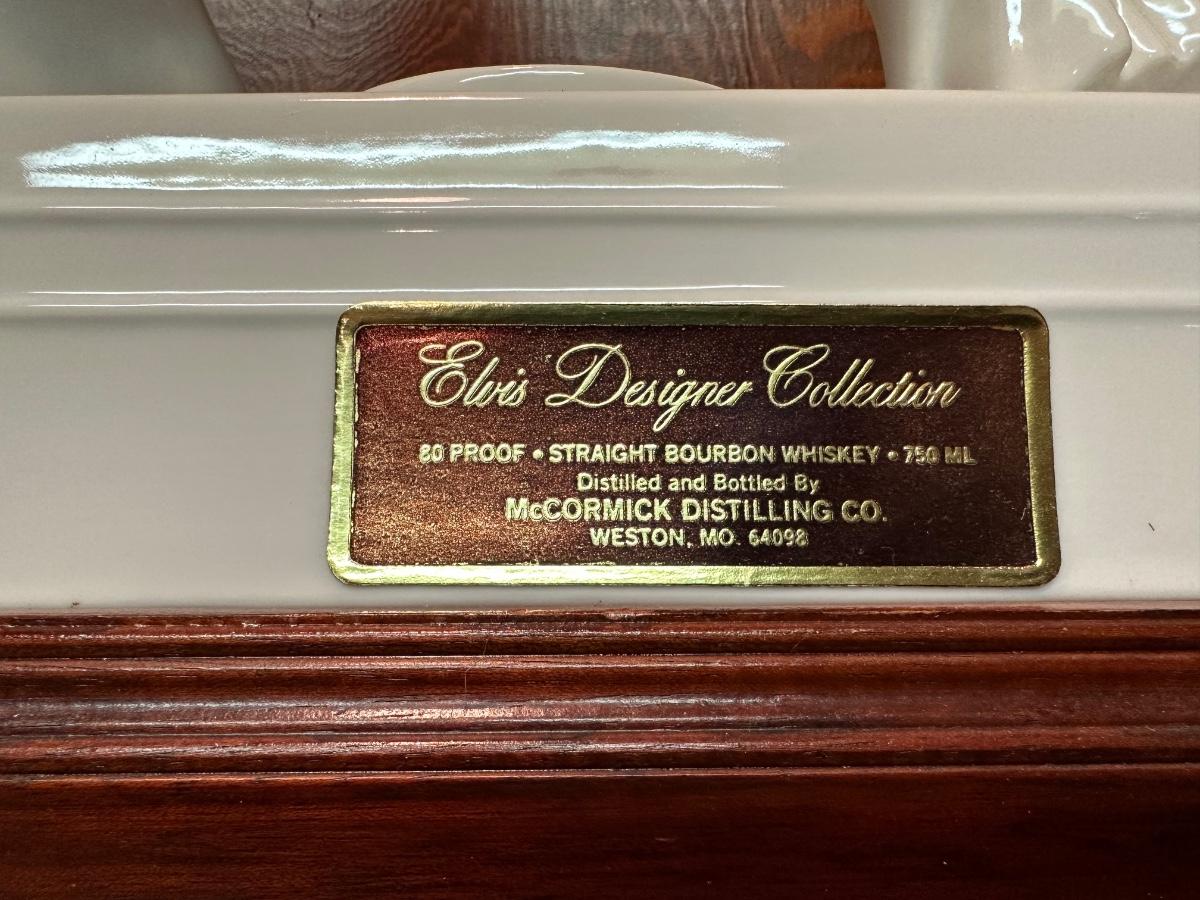 Elvis Designer Collection
80 PROOF • STRAIGHT BOURBON WHISKEY • 750 ML
Distilled and Bottled By
McCORMICK DISTILLING CO.
WESTON, MO. 64098